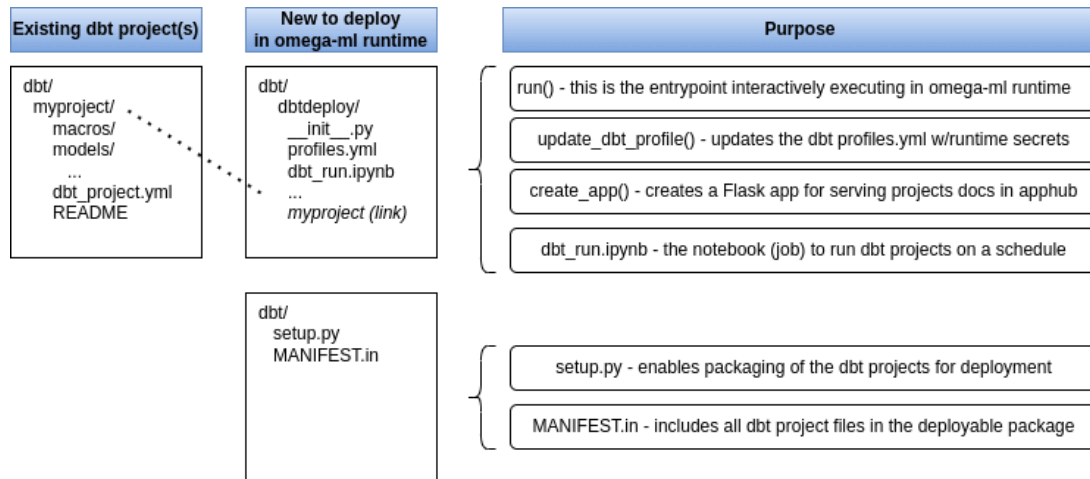 Existing dbt project(s)
New to deploy
in omega-ml runtime
Purpose
dbt/
myproject/
macros/
models/
...
dbt_project.yml
README
dbt/
dbtdeploy/
__init__.py
profiles.yml
dbt_run.ipynb
...
myproject (link)
run() - this is the entrypoint interactively executing in omega-ml runtime
update_dbt_profile() - updates the dbt profiles.yml w/runtime secrets
create_app() - creates a Flask app for serving projects docs in apphub
dbt_run.ipynb - the notebook (job) to run dbt projects on a schedule
dbt/
setup.py
MANIFEST.in
setup.py - enables packaging of the dbt projects for deployment
MANIFEST.in - includes all dbt project files in the deployable package